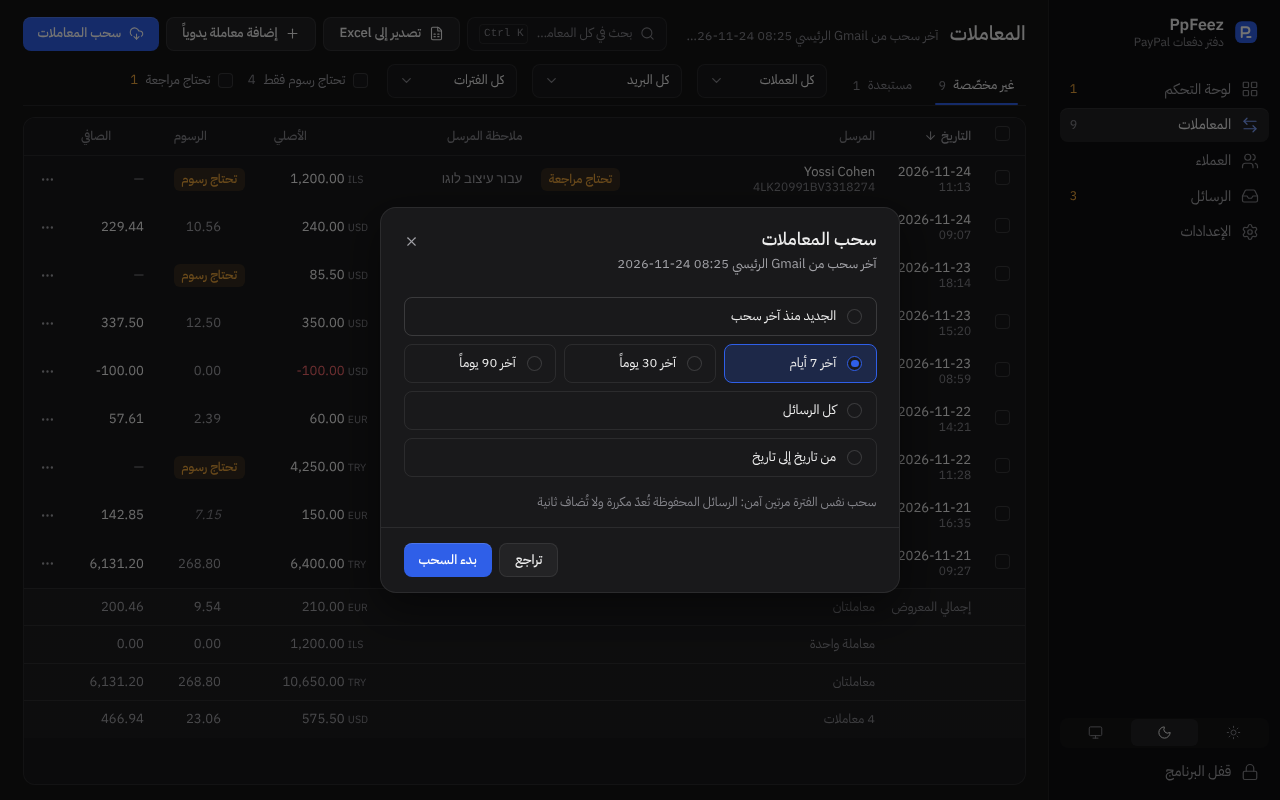 PpFeez
دفتر دفعات PayPal
لوحة التحكم 1
المعاملات 9
العملاء
الرسائل 3
الإعدادات
قفل البرنامج
المعاملات
آخر سحب من Gmail الرئيسي 08:25 24-11-26...
بحث في كل المعام... Ctrl K
تصدير إلى Excel
إضافة معاملة يدوياً
سحب المعاملات
غير مخصّصة 9
مستبعدة 1
كل العملات
كل البريد
كل الفترات
تحتاج رسوم فقط 4
تحتاج مراجعة 1
التاريخ ↓ المرسل ملاحظة المرسل الأصلي الرسوم الصافي
2026-11-24 Yossi Cohen تحتاج مراجعة עבור עיצוב לוגו 1,200.00 ILS تحتاج رسوم —
11:13 4LK20991BV3318274
2026-11-24 240.00 USD 10.56 229.44
09:07
2026-11-23 85.50 USD تحتاج رسوم —
18:14
2026-11-23 350.00 USD 12.50 337.50
15:20
2026-11-23 -100.00 USD 0.00 -100.00
08:59
2026-11-22 60.00 EUR 2.39 57.61
14:21
2026-11-22 4,250.00 TRY تحتاج رسوم —
11:28
2026-11-21 150.00 EUR 7.15 142.85
16:35
2026-11-21 6,400.00 TRY 268.80 6,131.20
09:27
إجمالي المعروض معاملتان 210.00 EUR 9.54 200.46
معاملة واحدة 1,200.00 ILS 0.00 0.00
معاملتان 10,650.00 TRY 268.80 6,131.20
4 معاملات 575.50 USD 23.06 466.94
سحب المعاملات
آخر سحب من Gmail الرئيسي 2026-11-24 08:25
الجديد منذ آخر سحب
آخر 7 أيام
آخر 30 يوماً
آخر 90 يوماً
كل الرسائل
من تاريخ إلى تاريخ
سحب نفس الفترة مرتين آمن: الرسائل المحفوظة تُعدّ مكررة ولا تُضاف ثانية
تراجع
بدء السحب